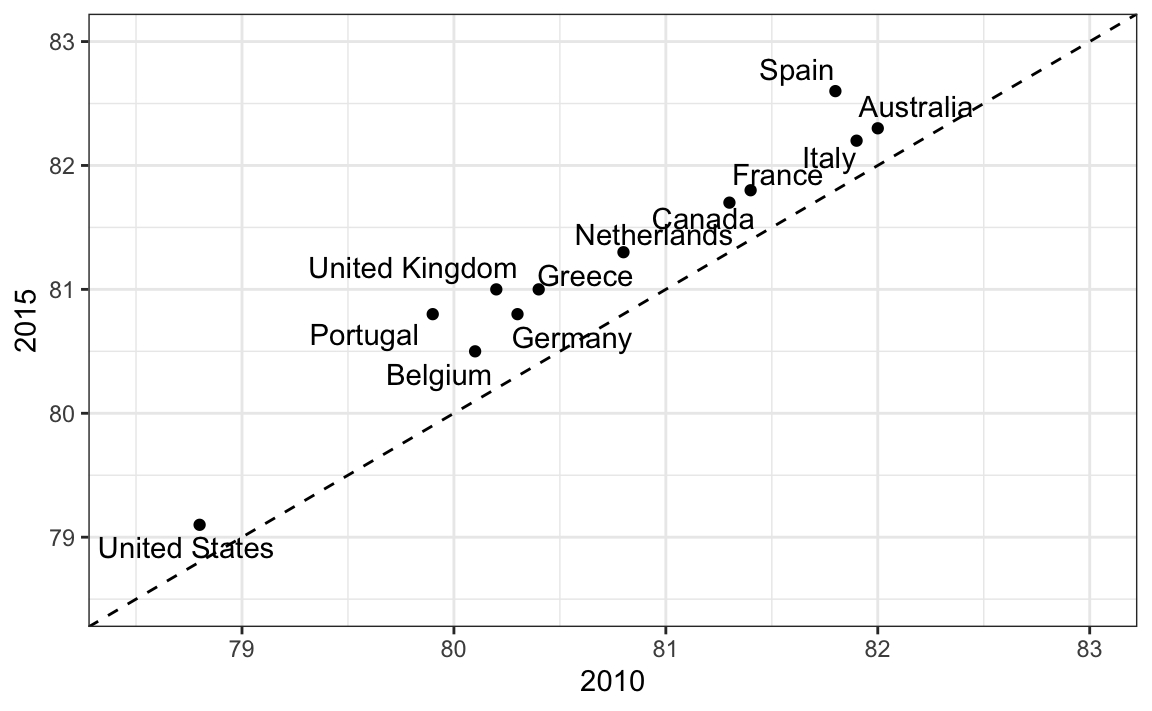 83
Spain
Australia
82
Italy
France
Canada
Netherlands
United Kingdom
Greece
81
Portugal
Germany
Belgium
80
79
United States
79
80
81
82
83
2010
2015